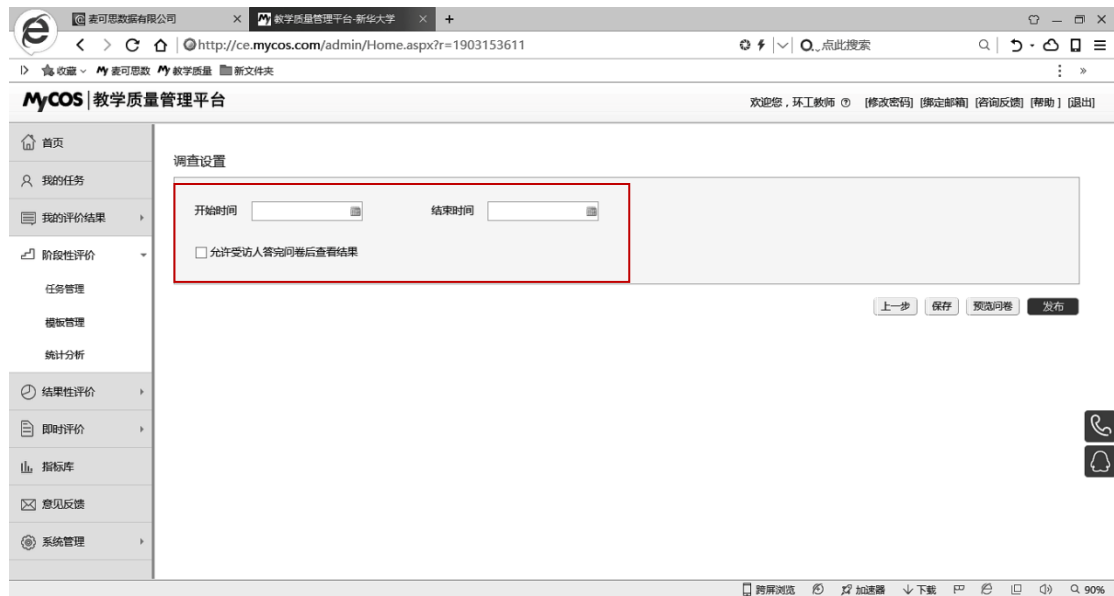 麦可思数据有限公司 教学质量管理平台-新华大学
http://ce.mycos.com/admin/Home.aspx?r=1903153611 点此搜索
收藏 麦可思数 教学质量 新文件夹
MyCOS 教学质量管理平台 欢迎您，环工教师 [修改密码] [绑定邮箱] [咨询反馈] [帮助] [退出]
首页
我的任务
我的评价结果
阶段性评价
任务管理
模板管理
统计分析
结果性评价
即时评价
指标库
意见反馈
系统管理
调查设置
开始时间 结束时间
允许受访人答完问卷后查看结果
上一步 保存 预览问卷 发布
跨屏浏览 加速器 下载 90%